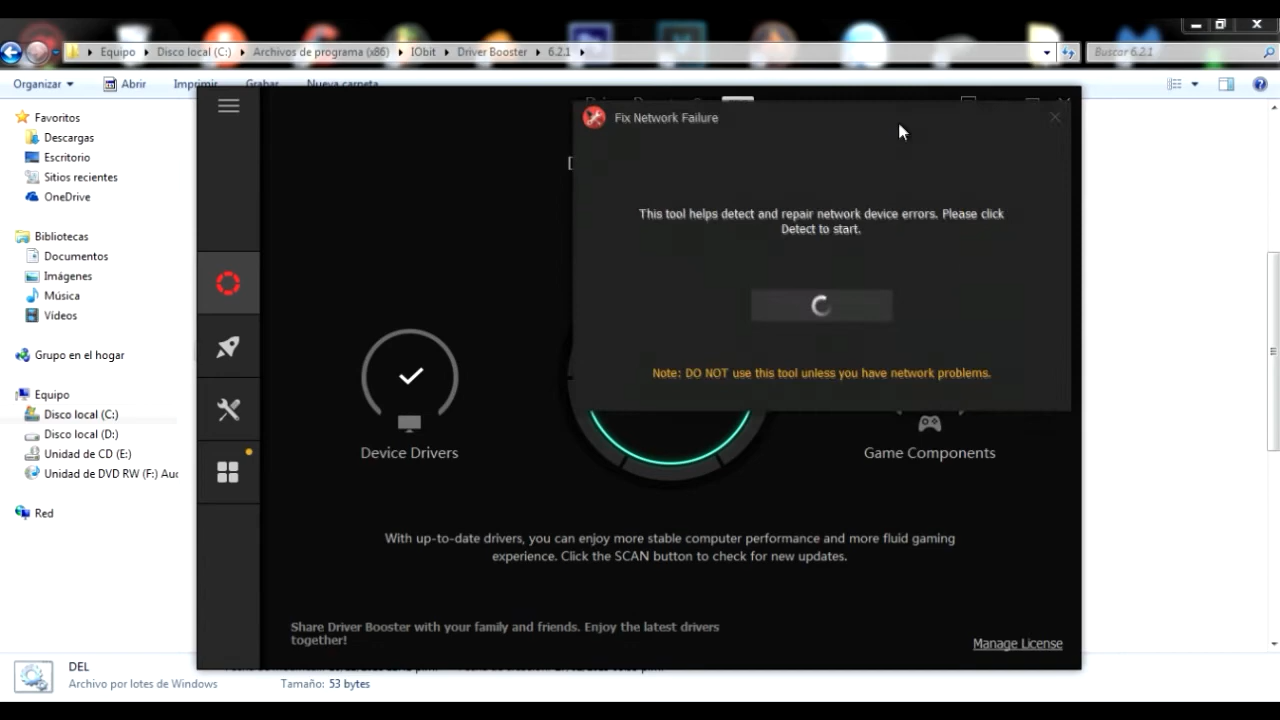 Equipo
Disco local (C:)
Archivos de programa (x86)
IObit
Driver Booster
6.2.1
Buscar 6.2.1
Organizar
Abrir
Imprimir
Grabar
Nueva carpeta
Favoritos
Descargas
Escritorio
Sitios recientes
OneDrive
Bibliotecas
Documentos
Imágenes
Música
Vídeos
Grupo en el hogar
Equipo
Disco local (C:)
Disco local (D:)
Unidad de CD (E:)
Unidad de DVD RW (F:) Auc
Red
Fix Network Failure
This tool helps detect and repair network device errors. Please click
Detect to start.
Note: DO NOT use this tool unless you have network problems.
Device Drivers
Game Components
With up-to-date drivers, you can enjoy more stable computer performance and more fluid gaming
experience. Click the SCAN button to check for new updates.
Share Driver Booster with your family and friends. Enjoy the latest drivers
together!
Manage License
DEL
Archivo por lotes de Windows
Tamaño: 53 bytes